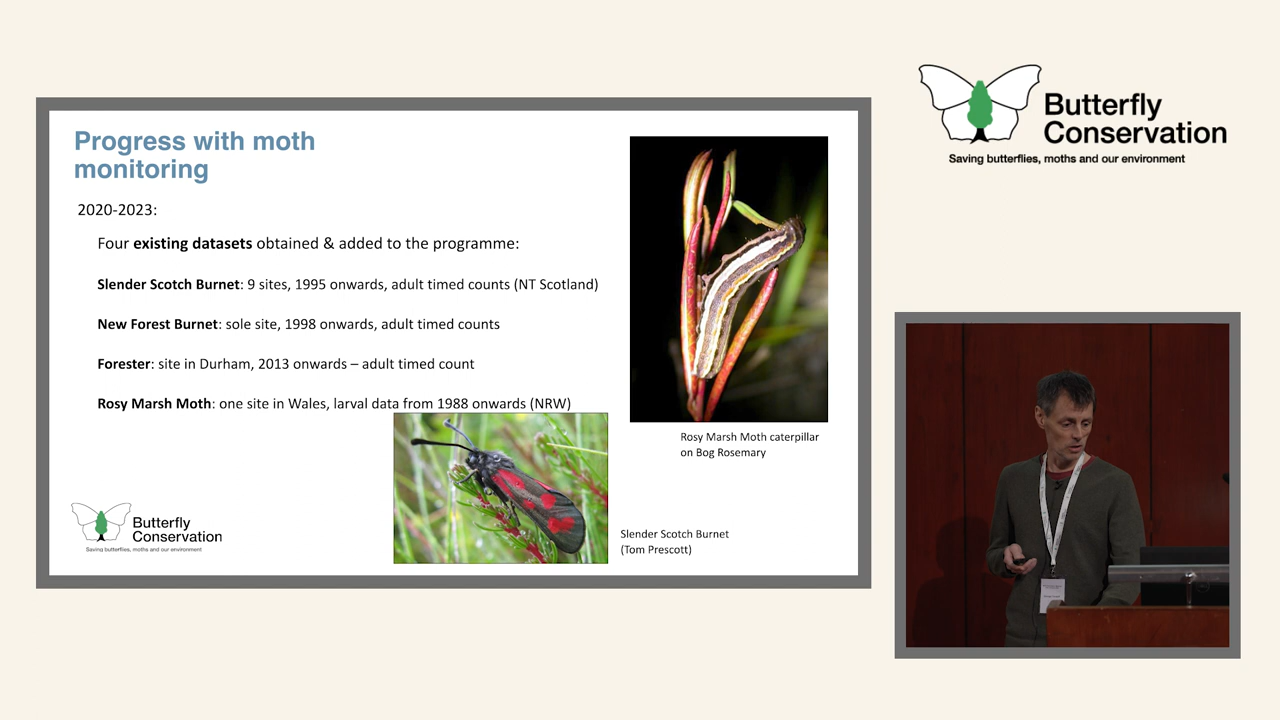 Progress with moth
monitoring
2020-2023:
Four existing datasets obtained & added to the programme:
Slender Scotch Burnet: 9 sites, 1995 onwards, adult timed counts (NT Scotland)
New Forest Burnet: sole site, 1998 onwards, adult timed counts
Forester: site in Durham, 2013 onwards – adult timed count
Rosy Marsh Moth: one site in Wales, larval data from 1988 onwards (NRW)
Rosy Marsh Moth caterpillar
on Bog Rosemary
Slender Scotch Burnet
(Tom Prescott)
Butterfly
Conservation
Saving butterflies, moths and our environment
Butterfly
Conservation
Saving butterflies, moths and our environment